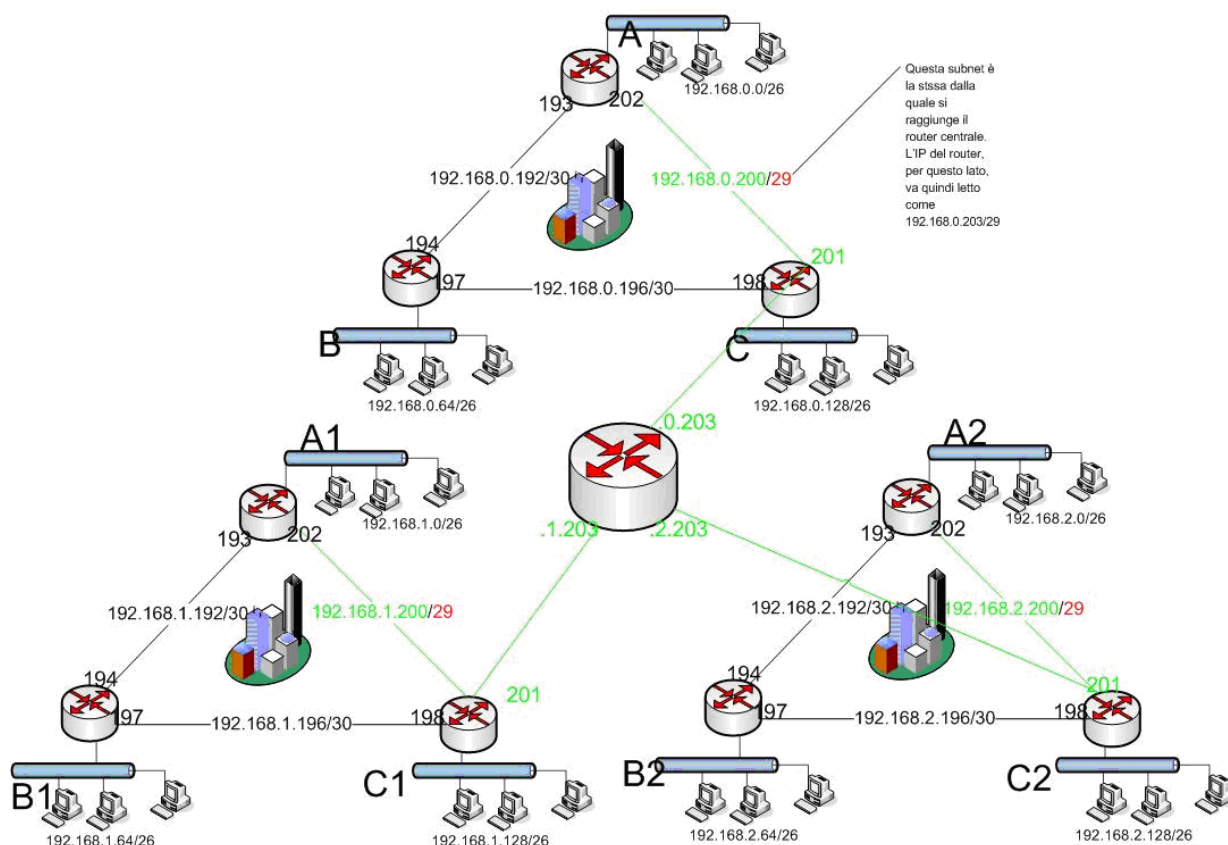 A
192.168.0.0/26
193
202
Questa subnet è
la stssa dalla
quale si
raggiunge il
router centrale.
L'IP del router,
per questo lato,
va quindi letto
come
192.168.0.203/29
192.168.0.192/30
192.168.0.200/29
194
197
192.168.0.196/30
198
201
B
192.168.0.64/26
C
192.168.0.128/26
.0.203
.1.203
.2.203
A1
192.168.1.0/26
193
202
192.168.1.192/30
192.168.1.200/29
194
197
192.168.1.196/30
198
201
B1
192.168.1.64/26
C1
192.168.1.128/26
A2
192.168.2.0/26
193
202
192.168.2.192/30
192.168.2.200/29
194
197
192.168.2.196/30
198
201
B2
192.168.2.64/26
C2
192.168.2.128/26